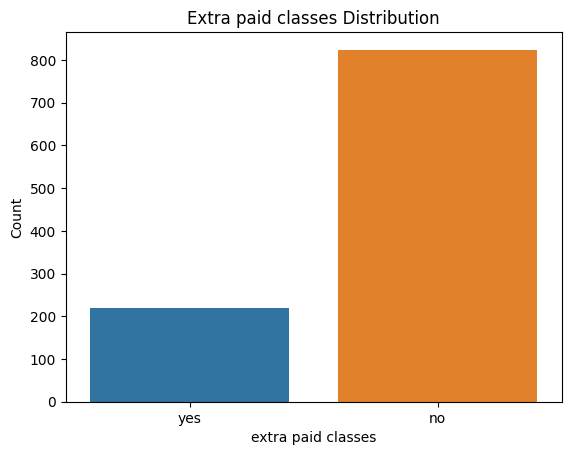 Extra paid classes Distribution
800
700
600
500
400
300
200
100
0
Count
yes no
extra paid classes